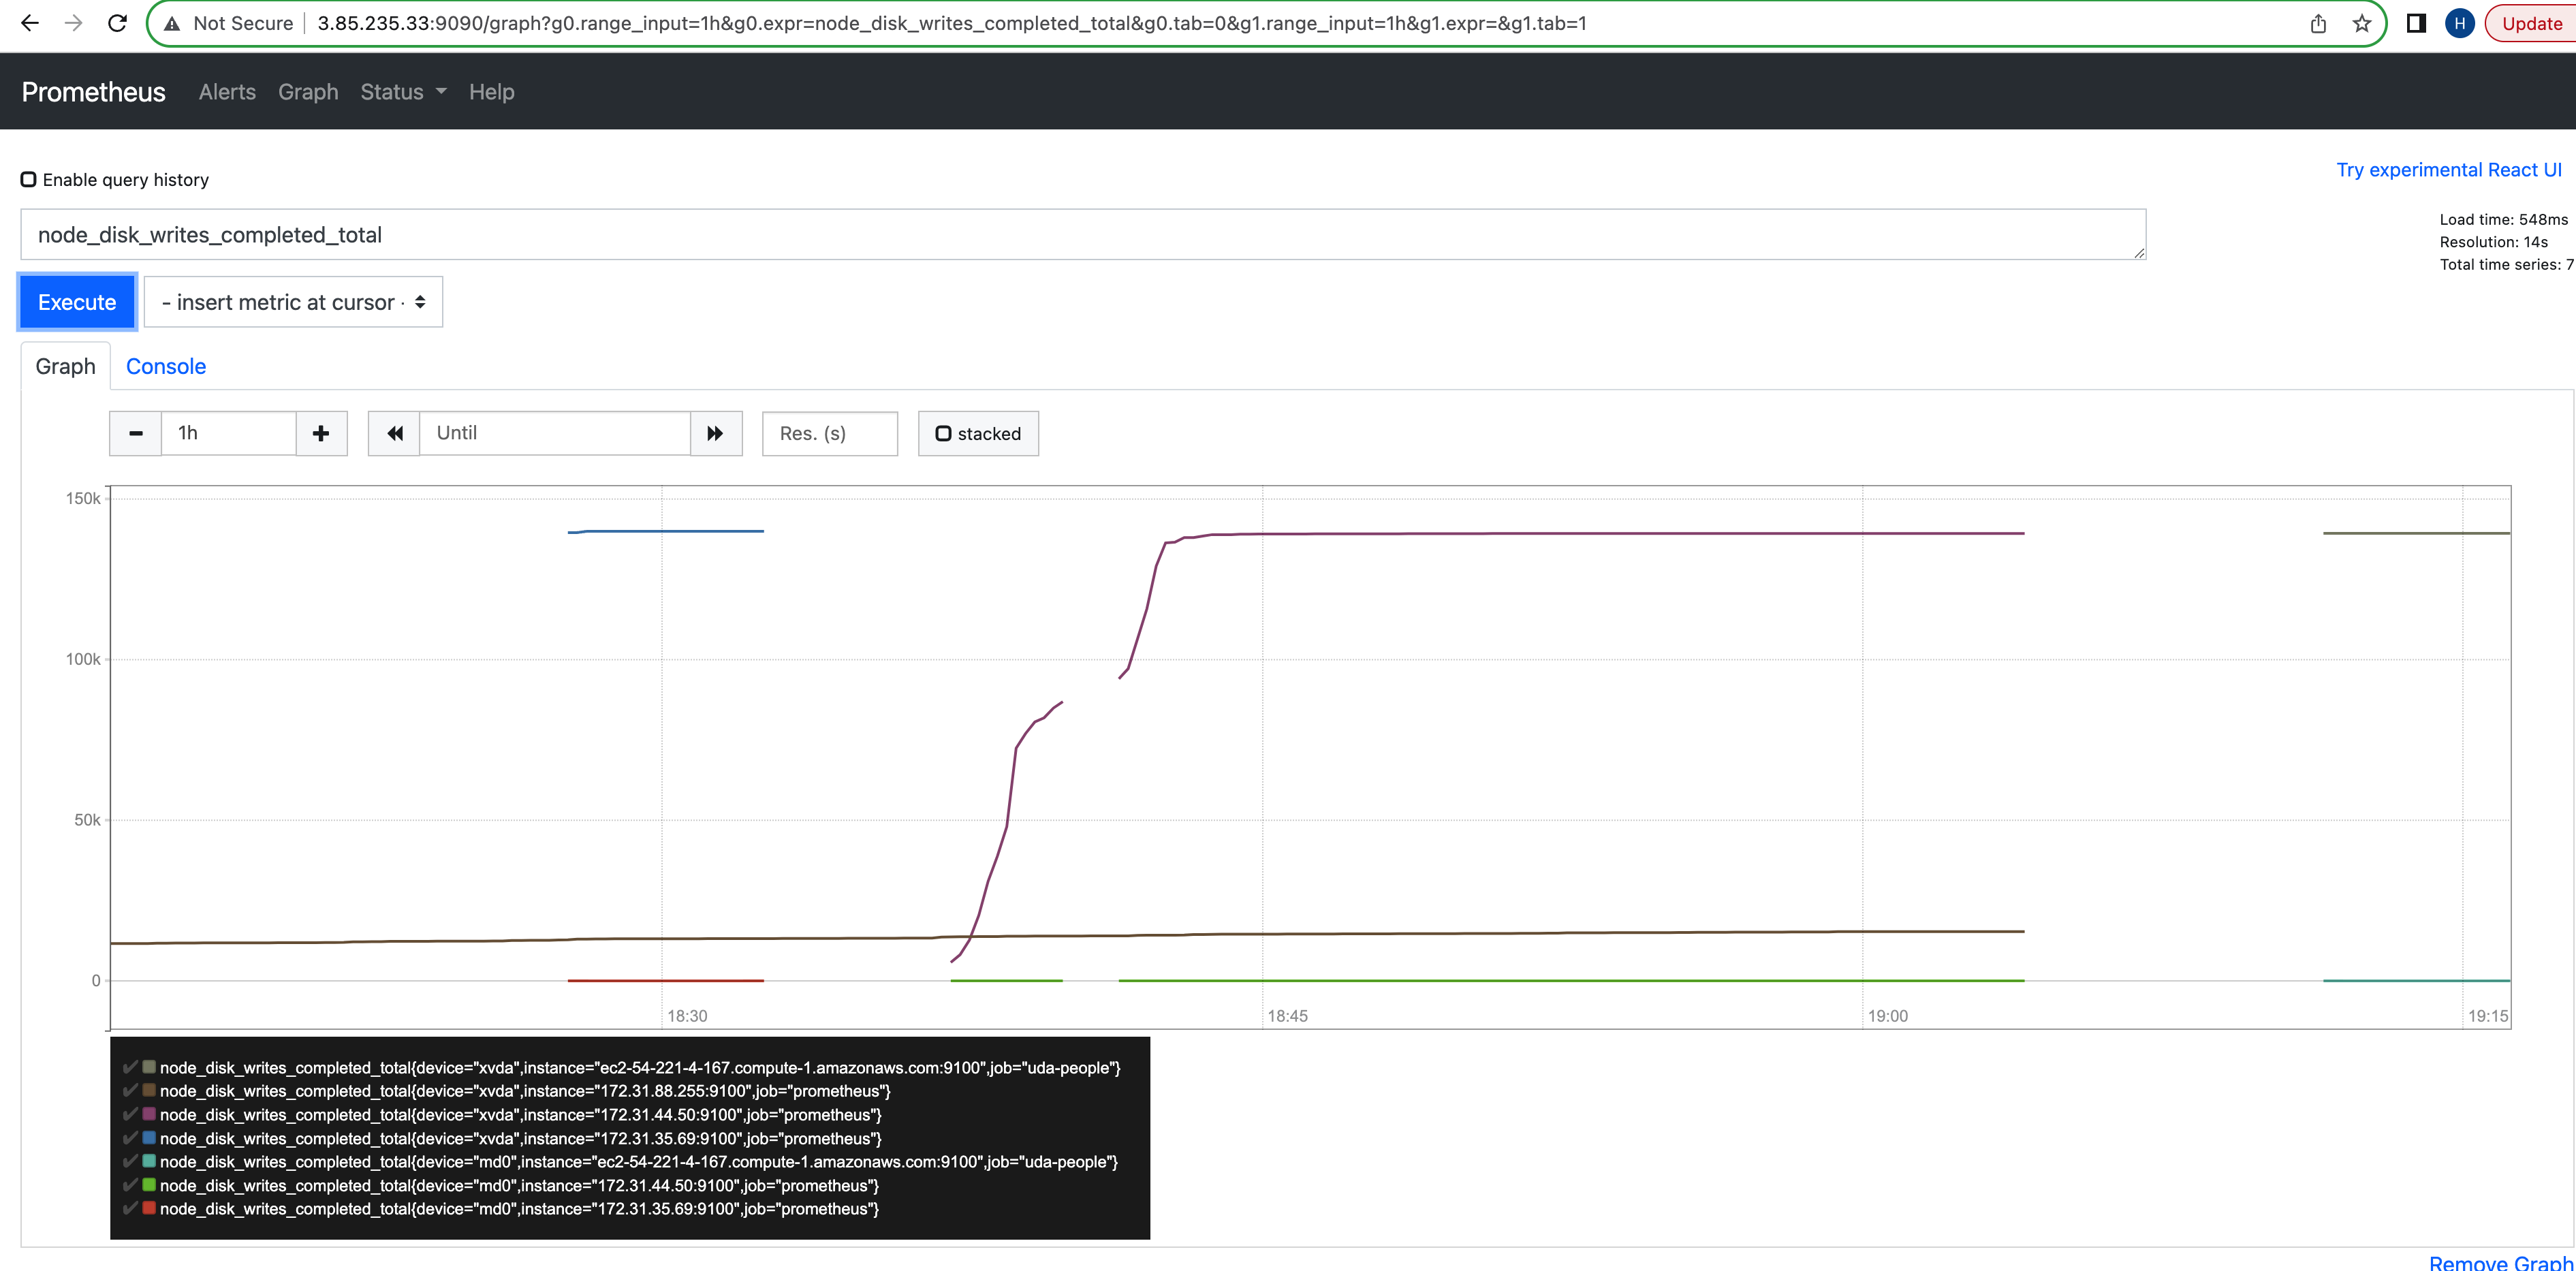 Not Secure 3.85.235.33:9090/graph?g0.range_input=1h&g0.expr=node_disk_writes_completed_total&g0.tab=0&g1.range_input=1h&g1.expr=&g1.tab=1 H Update
Prometheus Alerts Graph Status Help
Enable query history
Try experimental React UI
node_disk_writes_completed_total
Load time: 548ms
Resolution: 14s
Total time series: 7
Execute - insert metric at cursor -
Graph Console
1h Until Res. (s) stacked
150k
100k
50k
0
18:30 18:45 19:00 19:15
node_disk_writes_completed_total{device="xvda",instance="ec2-54-221-4-167.compute-1.amazonaws.com:9100",job="uda-people"}
node_disk_writes_completed_total{device="xvda",instance="172.31.88.255:9100",job="prometheus"}
node_disk_writes_completed_total{device="xvda",instance="172.31.44.50:9100",job="prometheus"}
node_disk_writes_completed_total{device="xvda",instance="172.31.35.69:9100",job="prometheus"}
node_disk_writes_completed_total{device="md0",instance="ec2-54-221-4-167.compute-1.amazonaws.com:9100",job="uda-people"}
node_disk_writes_completed_total{device="md0",instance="172.31.44.50:9100",job="prometheus"}
node_disk_writes_completed_total{device="md0",instance="172.31.35.69:9100",job="prometheus"}
Remove Graph